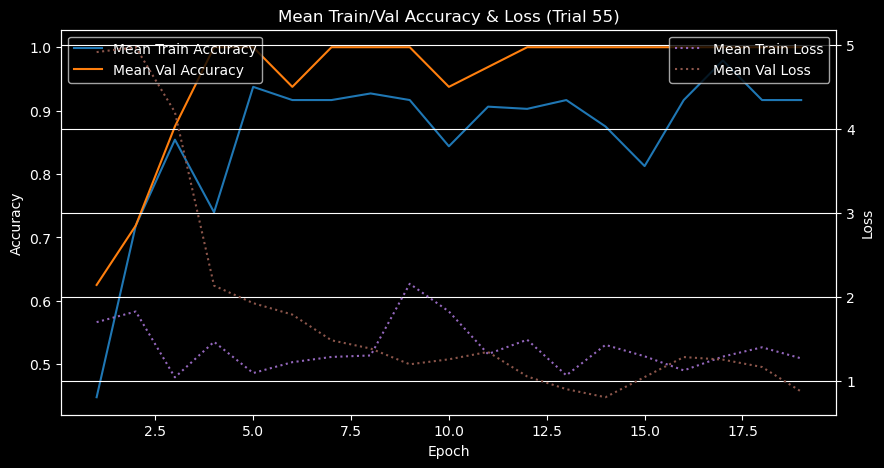 Mean Train/Val Accuracy & Loss (Trial 55)
Mean Train Accuracy
Mean Val Accuracy
Mean Train Loss
Mean Val Loss
1.0
0.9
0.8
0.7
0.6
0.5
Accuracy
5
4
3
2
1
Loss
2.5 5.0 7.5 10.0 12.5 15.0 17.5
Epoch